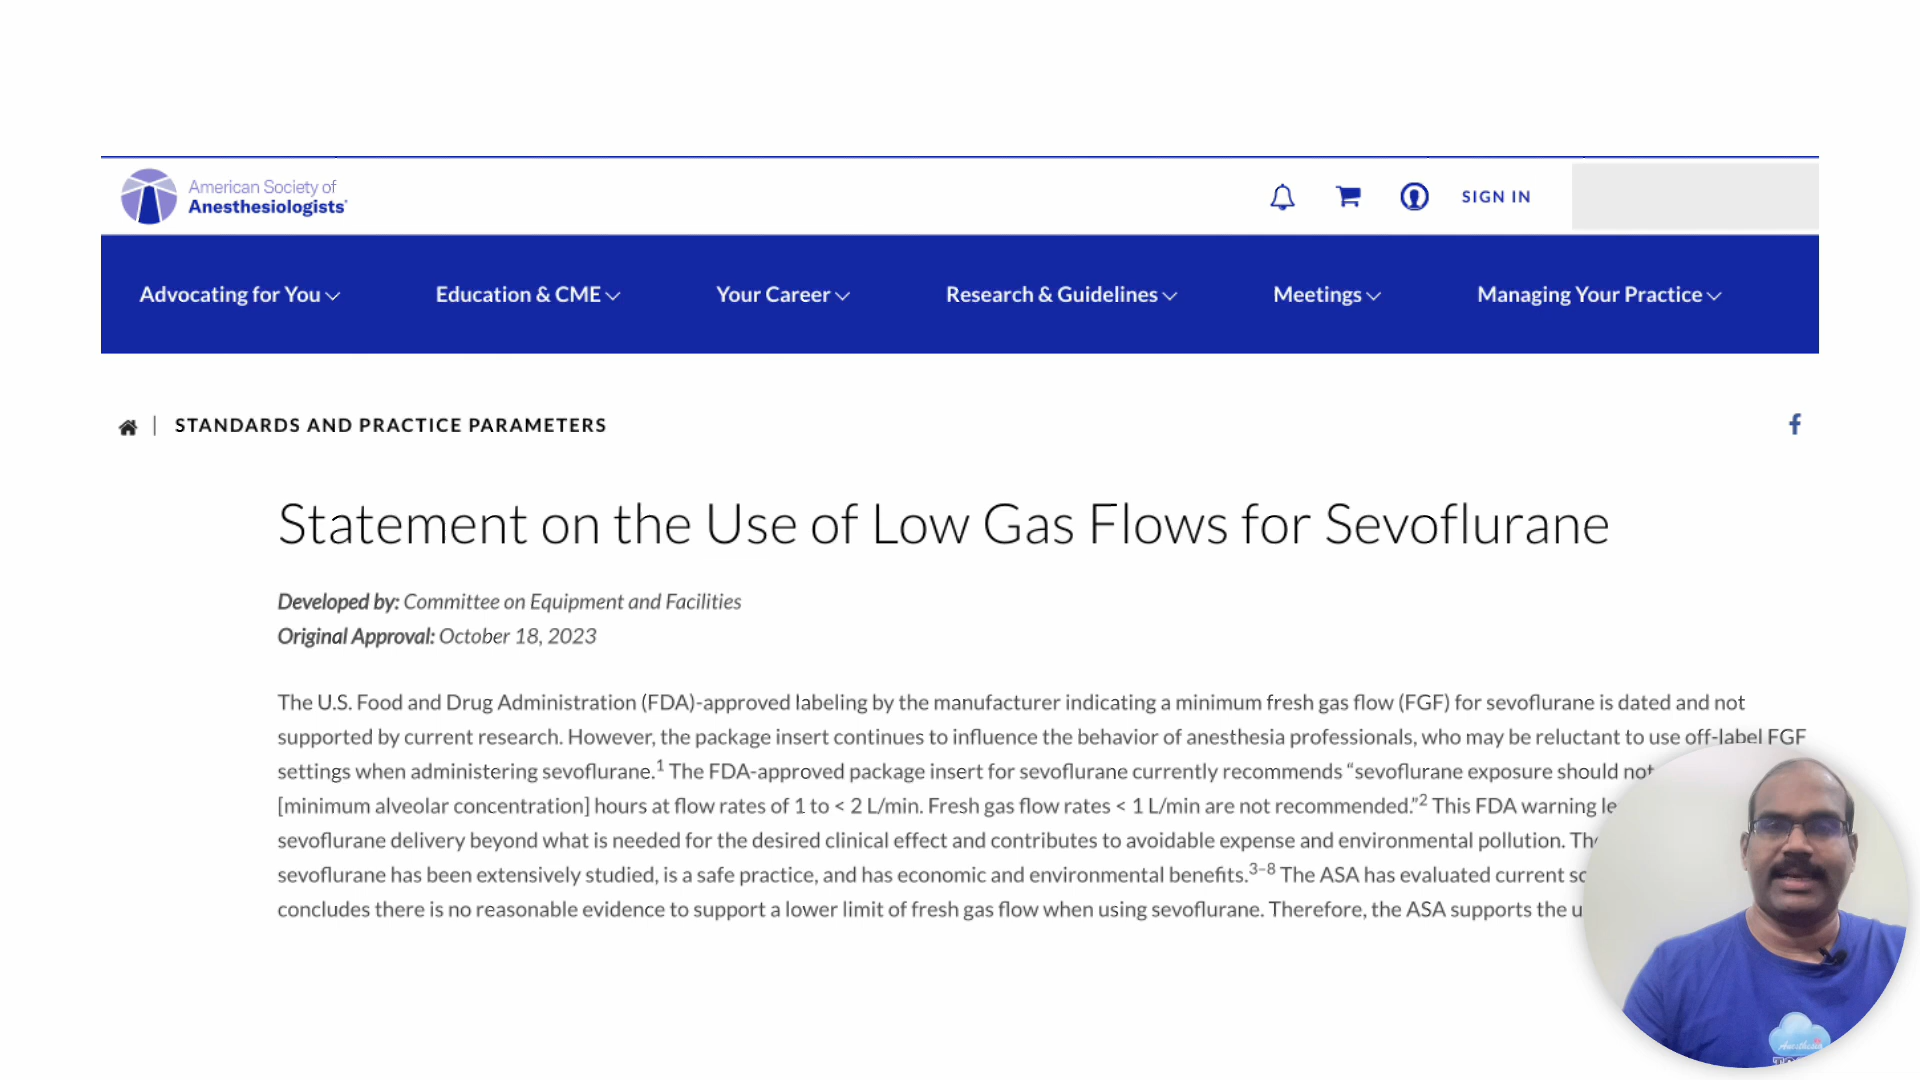 American Society of
Anesthesiologists
SIGN IN
Advocating for You
Education & CME
Your Career
Research & Guidelines
Meetings
Managing Your Practice
STANDARDS AND PRACTICE PARAMETERS
Statement on the Use of Low Gas Flows for Sevoflurane
Developed by: Committee on Equipment and Facilities
Original Approval: October 18, 2023
The U.S. Food and Drug Administration (FDA)-approved labeling by the manufacturer indicating a minimum fresh gas flow (FGF) for sevoflurane is dated and not
supported by current research. However, the package insert continues to influence the behavior of anesthesia professionals, who may be reluctant to use off-label FGF
settings when administering sevoflurane.1 The FDA-approved package insert for sevoflurane currently recommends “sevoflurane exposure should not
[minimum alveolar concentration] hours at flow rates of 1 to < 2 L/min. Fresh gas flow rates < 1 L/min are not recommended.”2 This FDA warning
sevoflurane delivery beyond what is needed for the desired clinical effect and contributes to avoidable expense and environmental pollution.
sevoflurane has been extensively studied, is a safe practice, and has economic and environmental benefits.3–8 The ASA has evaluated current
concludes there is no reasonable evidence to support a lower limit of fresh gas flow when using sevoflurane. Therefore, the ASA supports the
Anesthesia